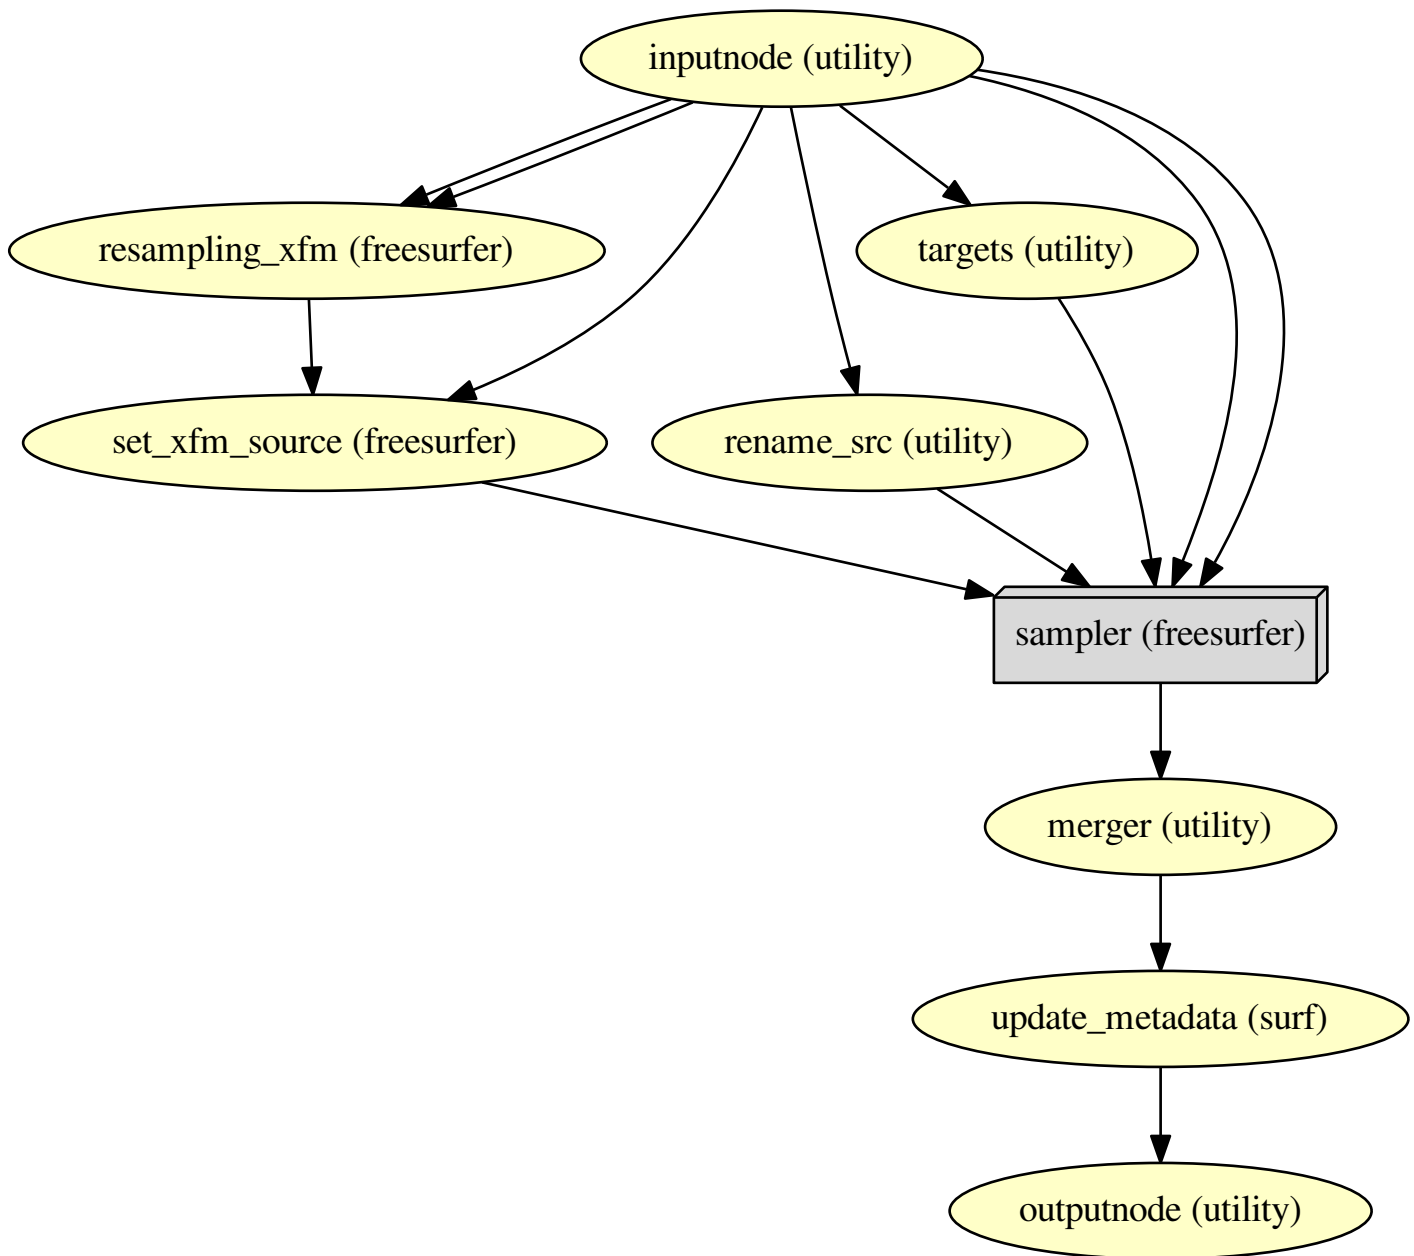 inputnode (utility)
resampling_xfm (freesurfer)
targets (utility)
set_xfm_source (freesurfer)
rename_src (utility)
sampler (freesurfer)
merger (utility)
update_metadata (surf)
outputnode (utility)